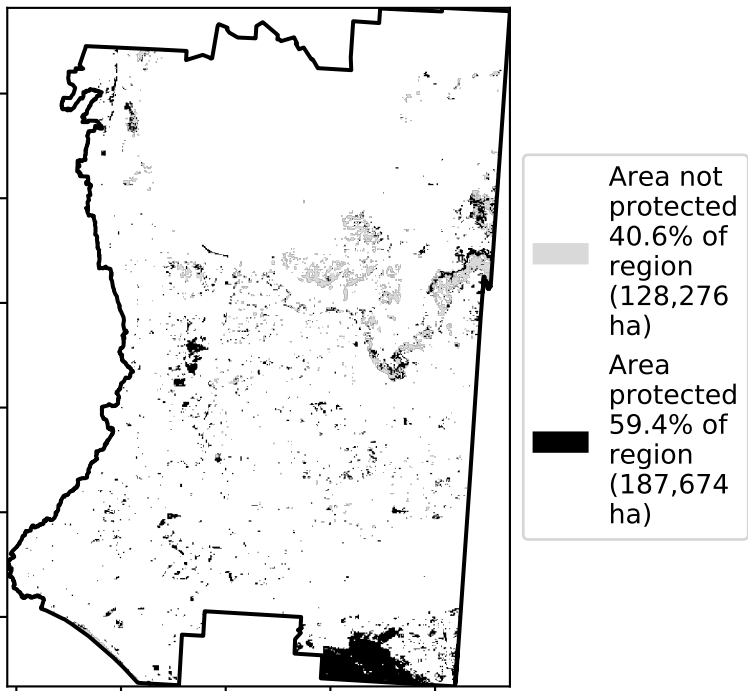 Area not
protected
40.6% of
region
(128,276
ha)
Area
protected
59.4% of
region
(187,674
ha)